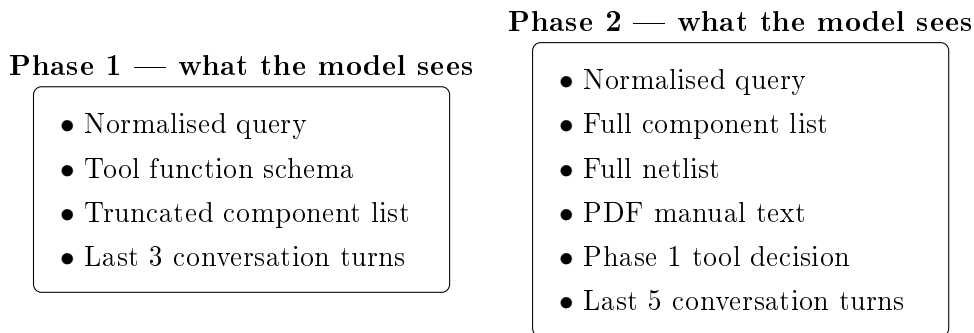 Phase 1 — what the model sees
• Normalised query
• Tool function schema
• Truncated component list
• Last 3 conversation turns
Phase 2 — what the model sees
• Normalised query
• Full component list
• Full netlist
• PDF manual text
• Phase 1 tool decision
• Last 5 conversation turns